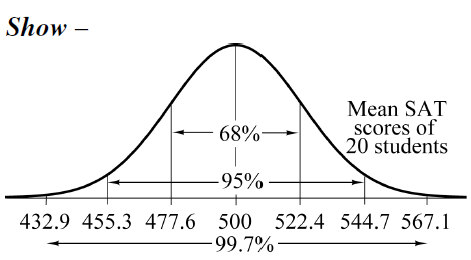 Show –
Mean SAT
scores of
20 students
68%
95%
432.9 455.3 477.6 500 522.4 544.7 567.1
99.7%